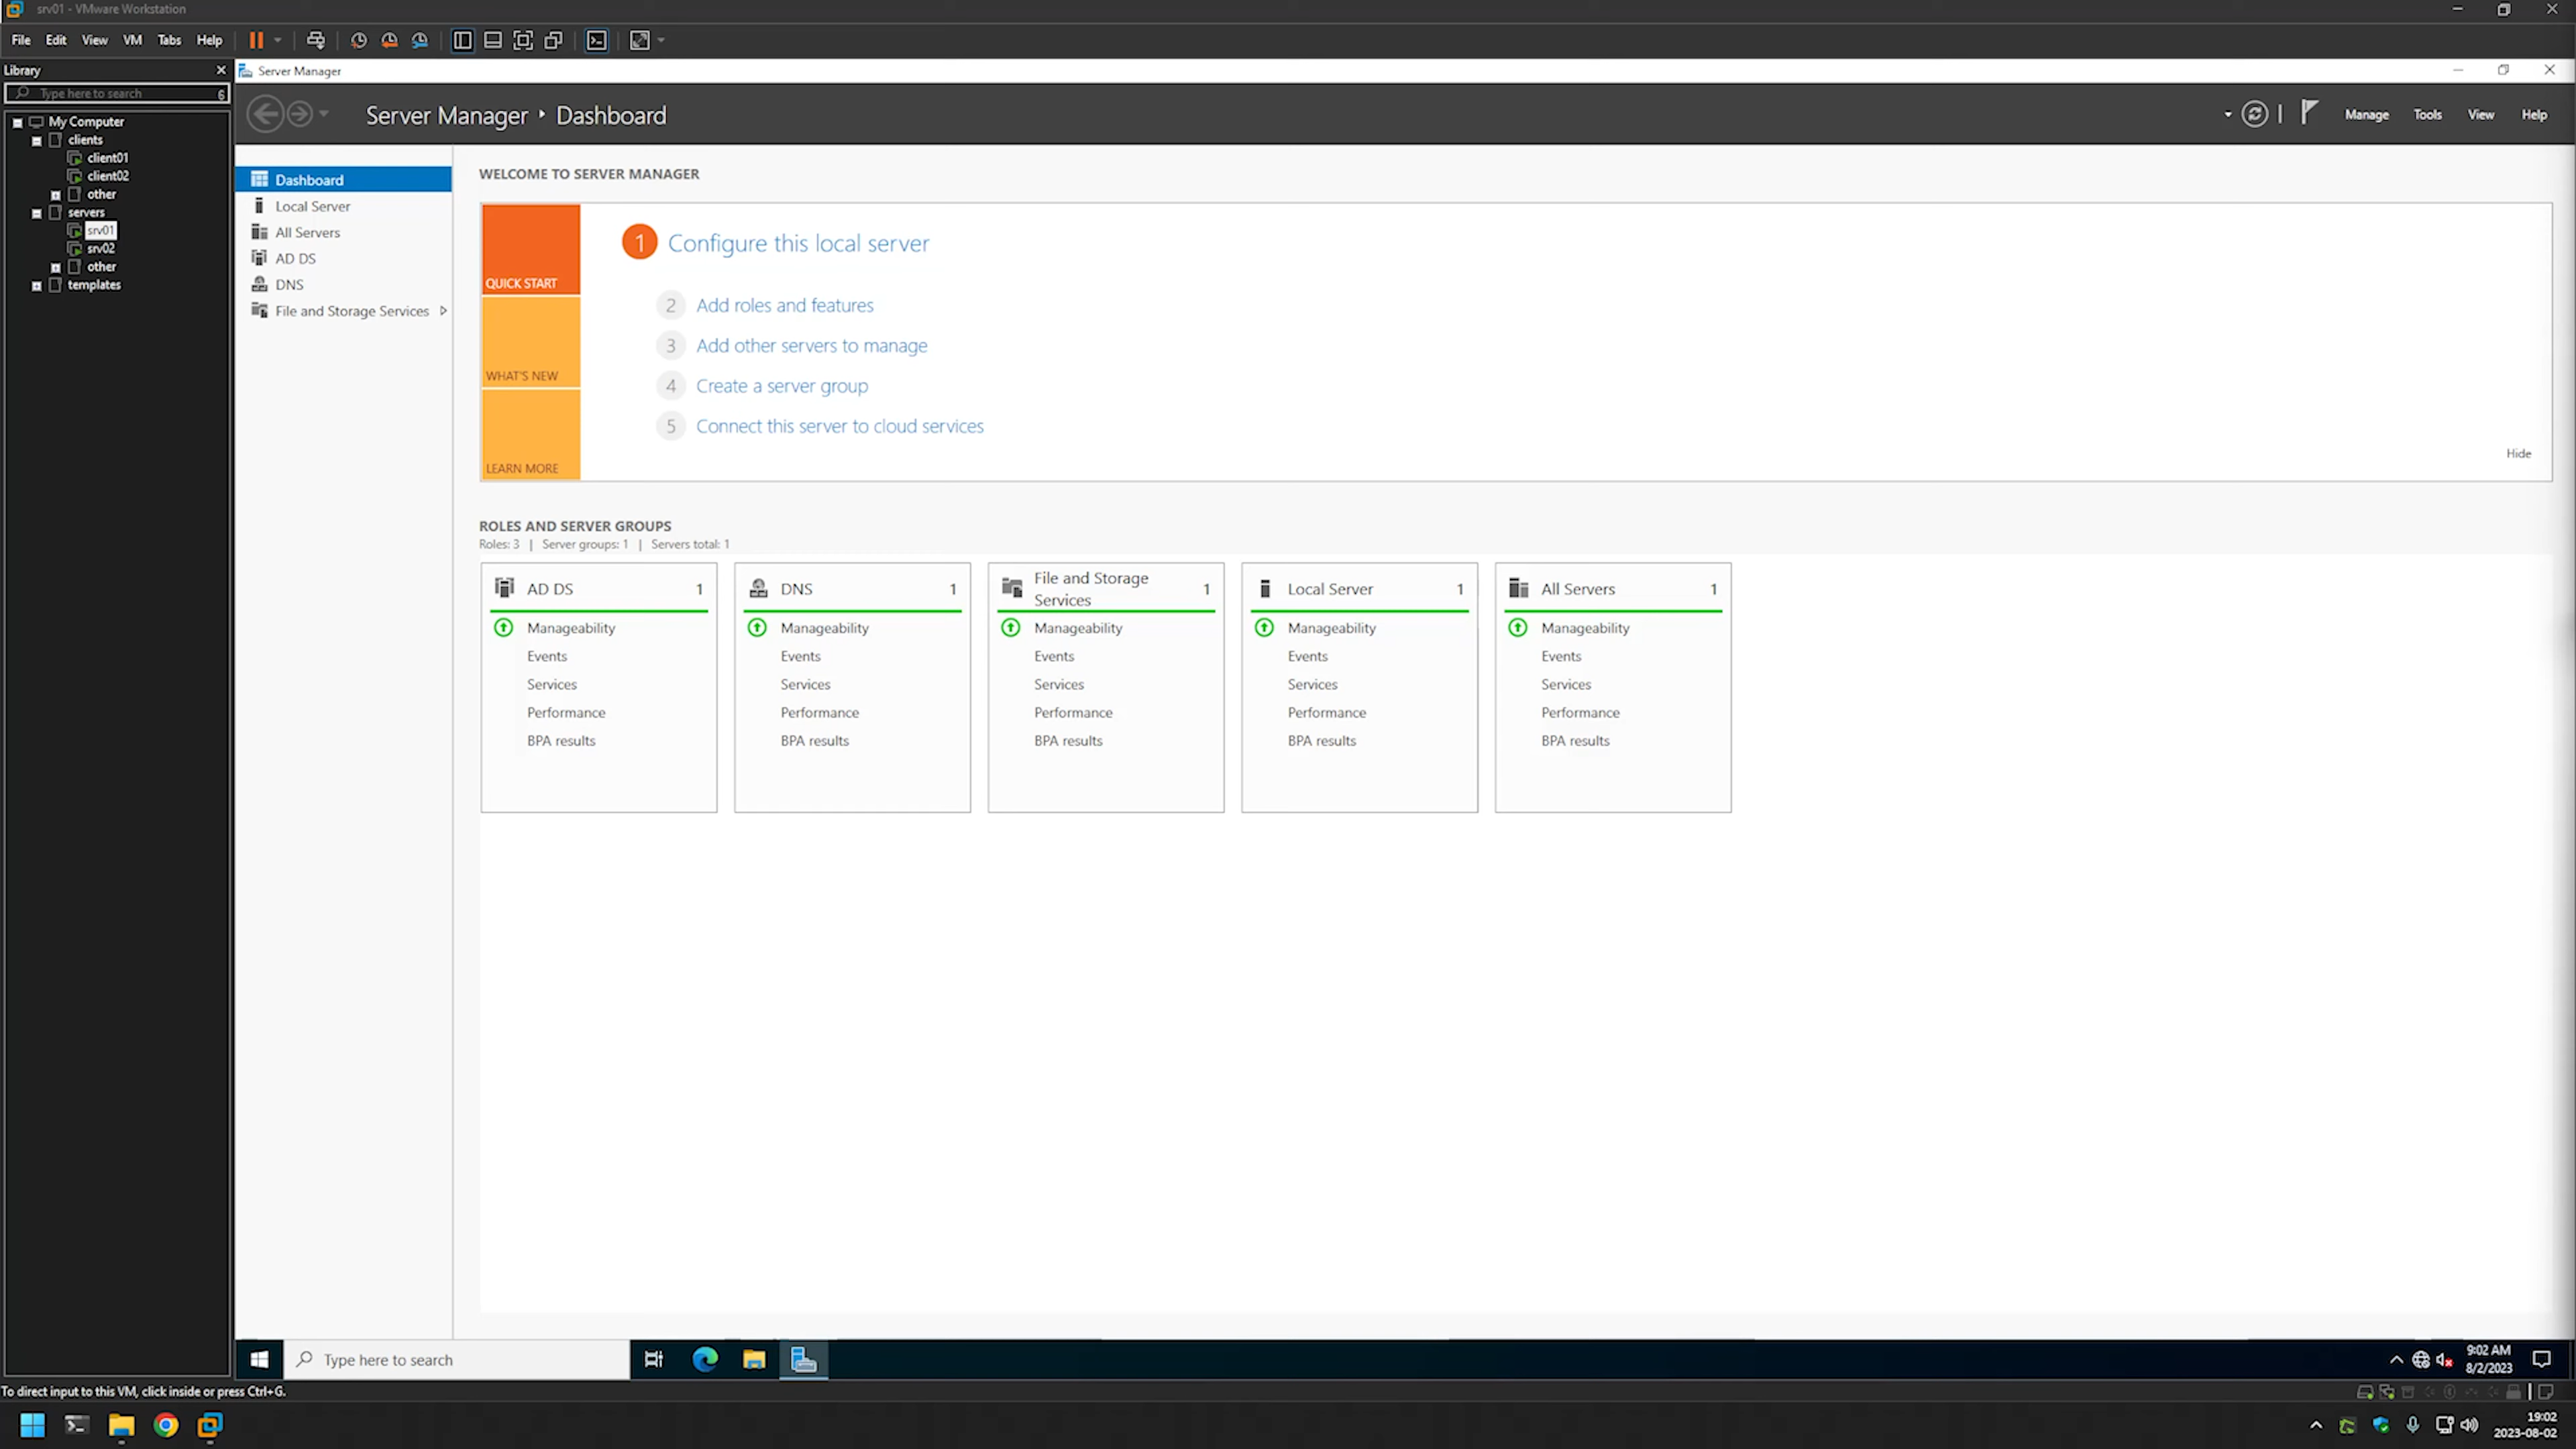 srv01 - VMware Workstation
File Edit View VM Tabs Help
Library
Type here to search 6
My Computer
clients
client01
client02
other
servers
srv01
srv02
other
templates
To direct input to this VM, click inside or press Ctrl+G.
Server Manager
Server Manager Dashboard
Manage Tools View Help
Dashboard
Local Server
All Servers
AD DS
DNS
File and Storage Services
WELCOME TO SERVER MANAGER
QUICK START
WHAT'S NEW
LEARN MORE
1 Configure this local server
2 Add roles and features
3 Add other servers to manage
4 Create a server group
5 Connect this server to cloud services
Hide
ROLES AND SERVER GROUPS
Roles: 3 | Server groups: 1 | Servers total: 1
AD DS 1
Manageability
Events
Services
Performance
BPA results
DNS 1
Manageability
Events
Services
Performance
BPA results
File and Storage
Services 1
Manageability
Events
Services
Performance
BPA results
Local Server 1
Manageability
Events
Services
Performance
BPA results
All Servers 1
Manageability
Events
Services
Performance
BPA results
Type here to search
9:02 AM
8/2/2023
19:02
2023-08-02